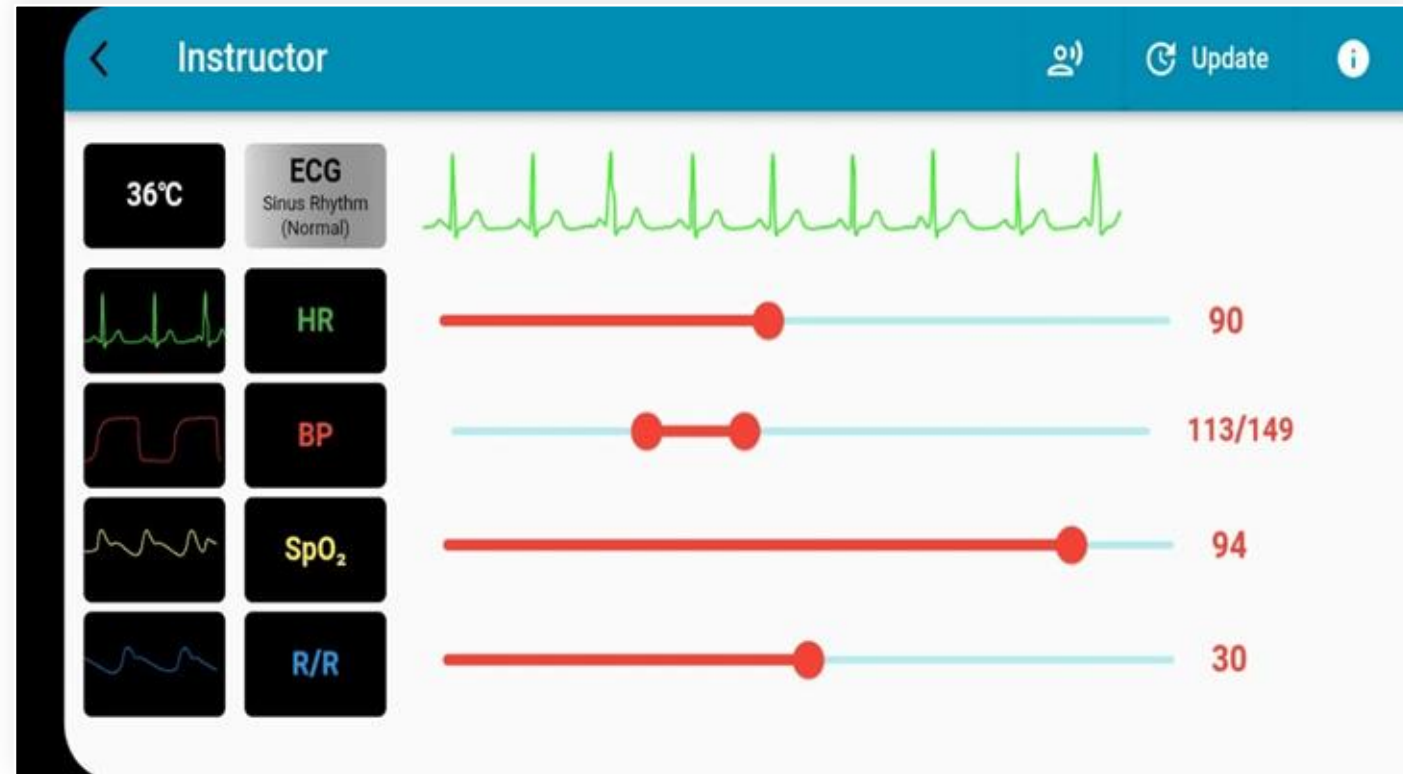 Instructor
Update
36°C
ECG
Sinus Rhythm
(Normal)
HR
90
BP
113/149
SpO₂
94
R/R
30